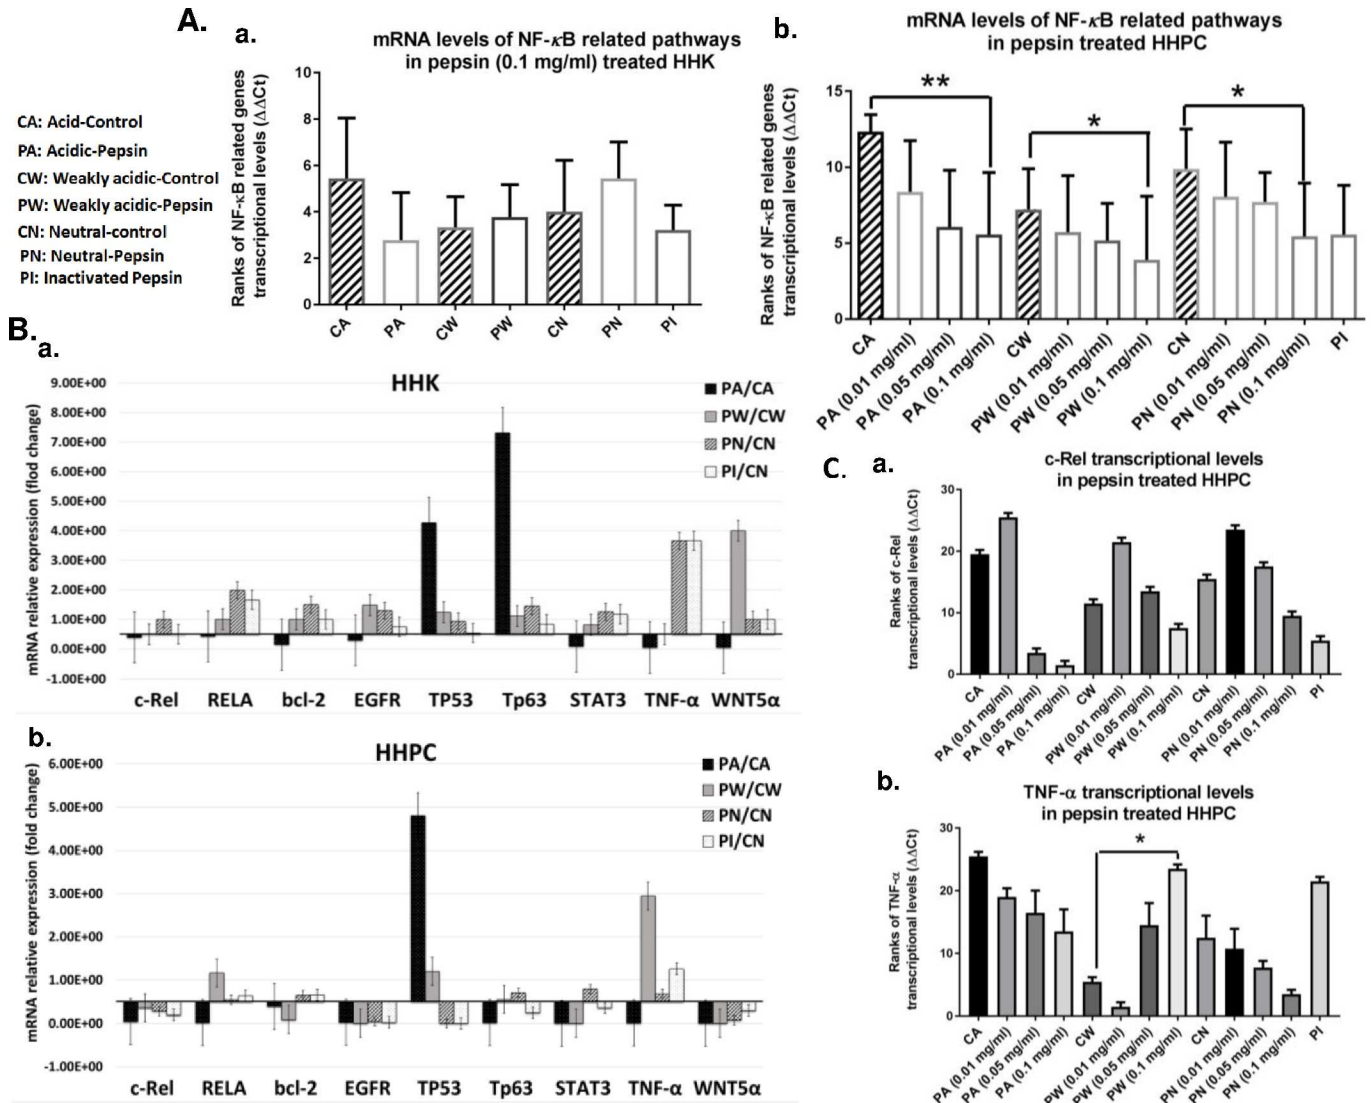 A.
a.
mRNA levels of NF-κB related pathways
in pepsin (0.1 mg/ml) treated HHK
Ranks of NF-κB related genes
transcriptional levels (ΔΔCt)
10
8
6
4
2
0
CA
PA
CW
PW
CN
PN
PI
CA: Acid-Control
PA: Acidic-Pepsin
CW: Weakly acidic-Control
PW: Weakly acidic-Pepsin
CN: Neutral-control
PN: Neutral-Pepsin
PI: Inactivated Pepsin
b.
mRNA levels of NF-κB related pathways
in pepsin treated HHPC
Ranks of NF-κB related genes
transcriptional levels (ΔΔCt)
15
10
5
0
**
*
*
CA
PA (0.01 mg/ml)
PA (0.05 mg/ml)
PA (0.1 mg/ml)
CW
PW (0.01 mg/ml)
PW (0.05 mg/ml)
PW (0.1 mg/ml)
CN
PN (0.01 mg/ml)
PN (0.05 mg/ml)
PN (0.1 mg/ml)
PI
B.
a.
HHK
mRNA relative expression (flod change)
9.00E+00
8.00E+00
7.00E+00
6.00E+00
5.00E+00
4.00E+00
3.00E+00
2.00E+00
1.00E+00
0.00E+00
-1.00E+00
PA/CA
PW/CW
PN/CN
PI/CN
c-Rel
RELA
bcl-2
EGFR
TP53
Tp63
STAT3
TNF-α
WNT5α
b.
HHPC
mRNA relative expression (fold change)
6.00E+00
5.00E+00
4.00E+00
3.00E+00
2.00E+00
1.00E+00
0.00E+00
-1.00E+00
PA/CA
PW/CW
PN/CN
PI/CN
c-Rel
RELA
bcl-2
EGFR
TP53
Tp63
STAT3
TNF-α
WNT5α
C.
a.
c-Rel transcriptional levels
in pepsin treated HHPC
Ranks of c-Rel
transcriptional levels (ΔΔCt)
30
20
10
0
CA
PA (0.01 mg/ml)
PA (0.05 mg/ml)
PA (0.1 mg/ml)
CW
PW (0.01 mg/ml)
PW (0.05 mg/ml)
PW (0.1 mg/ml)
CN
PN (0.01 mg/ml)
PN (0.05 mg/ml)
PN (0.1 mg/ml)
PI
b.
TNF-α transcriptional levels
in pepsin treated HHPC
Ranks of TNF-α
transcriptional levels (ΔΔCt)
30
20
10
0
*
CA
PA (0.01 mg/ml)
PA (0.05 mg/ml)
PA (0.1 mg/ml)
CW
PW (0.01 mg/ml)
PW (0.05 mg/ml)
PW (0.1 mg/ml)
CN
PN (0.01 mg/ml)
PN (0.05 mg/ml)
PN (0.1 mg/ml)
PI